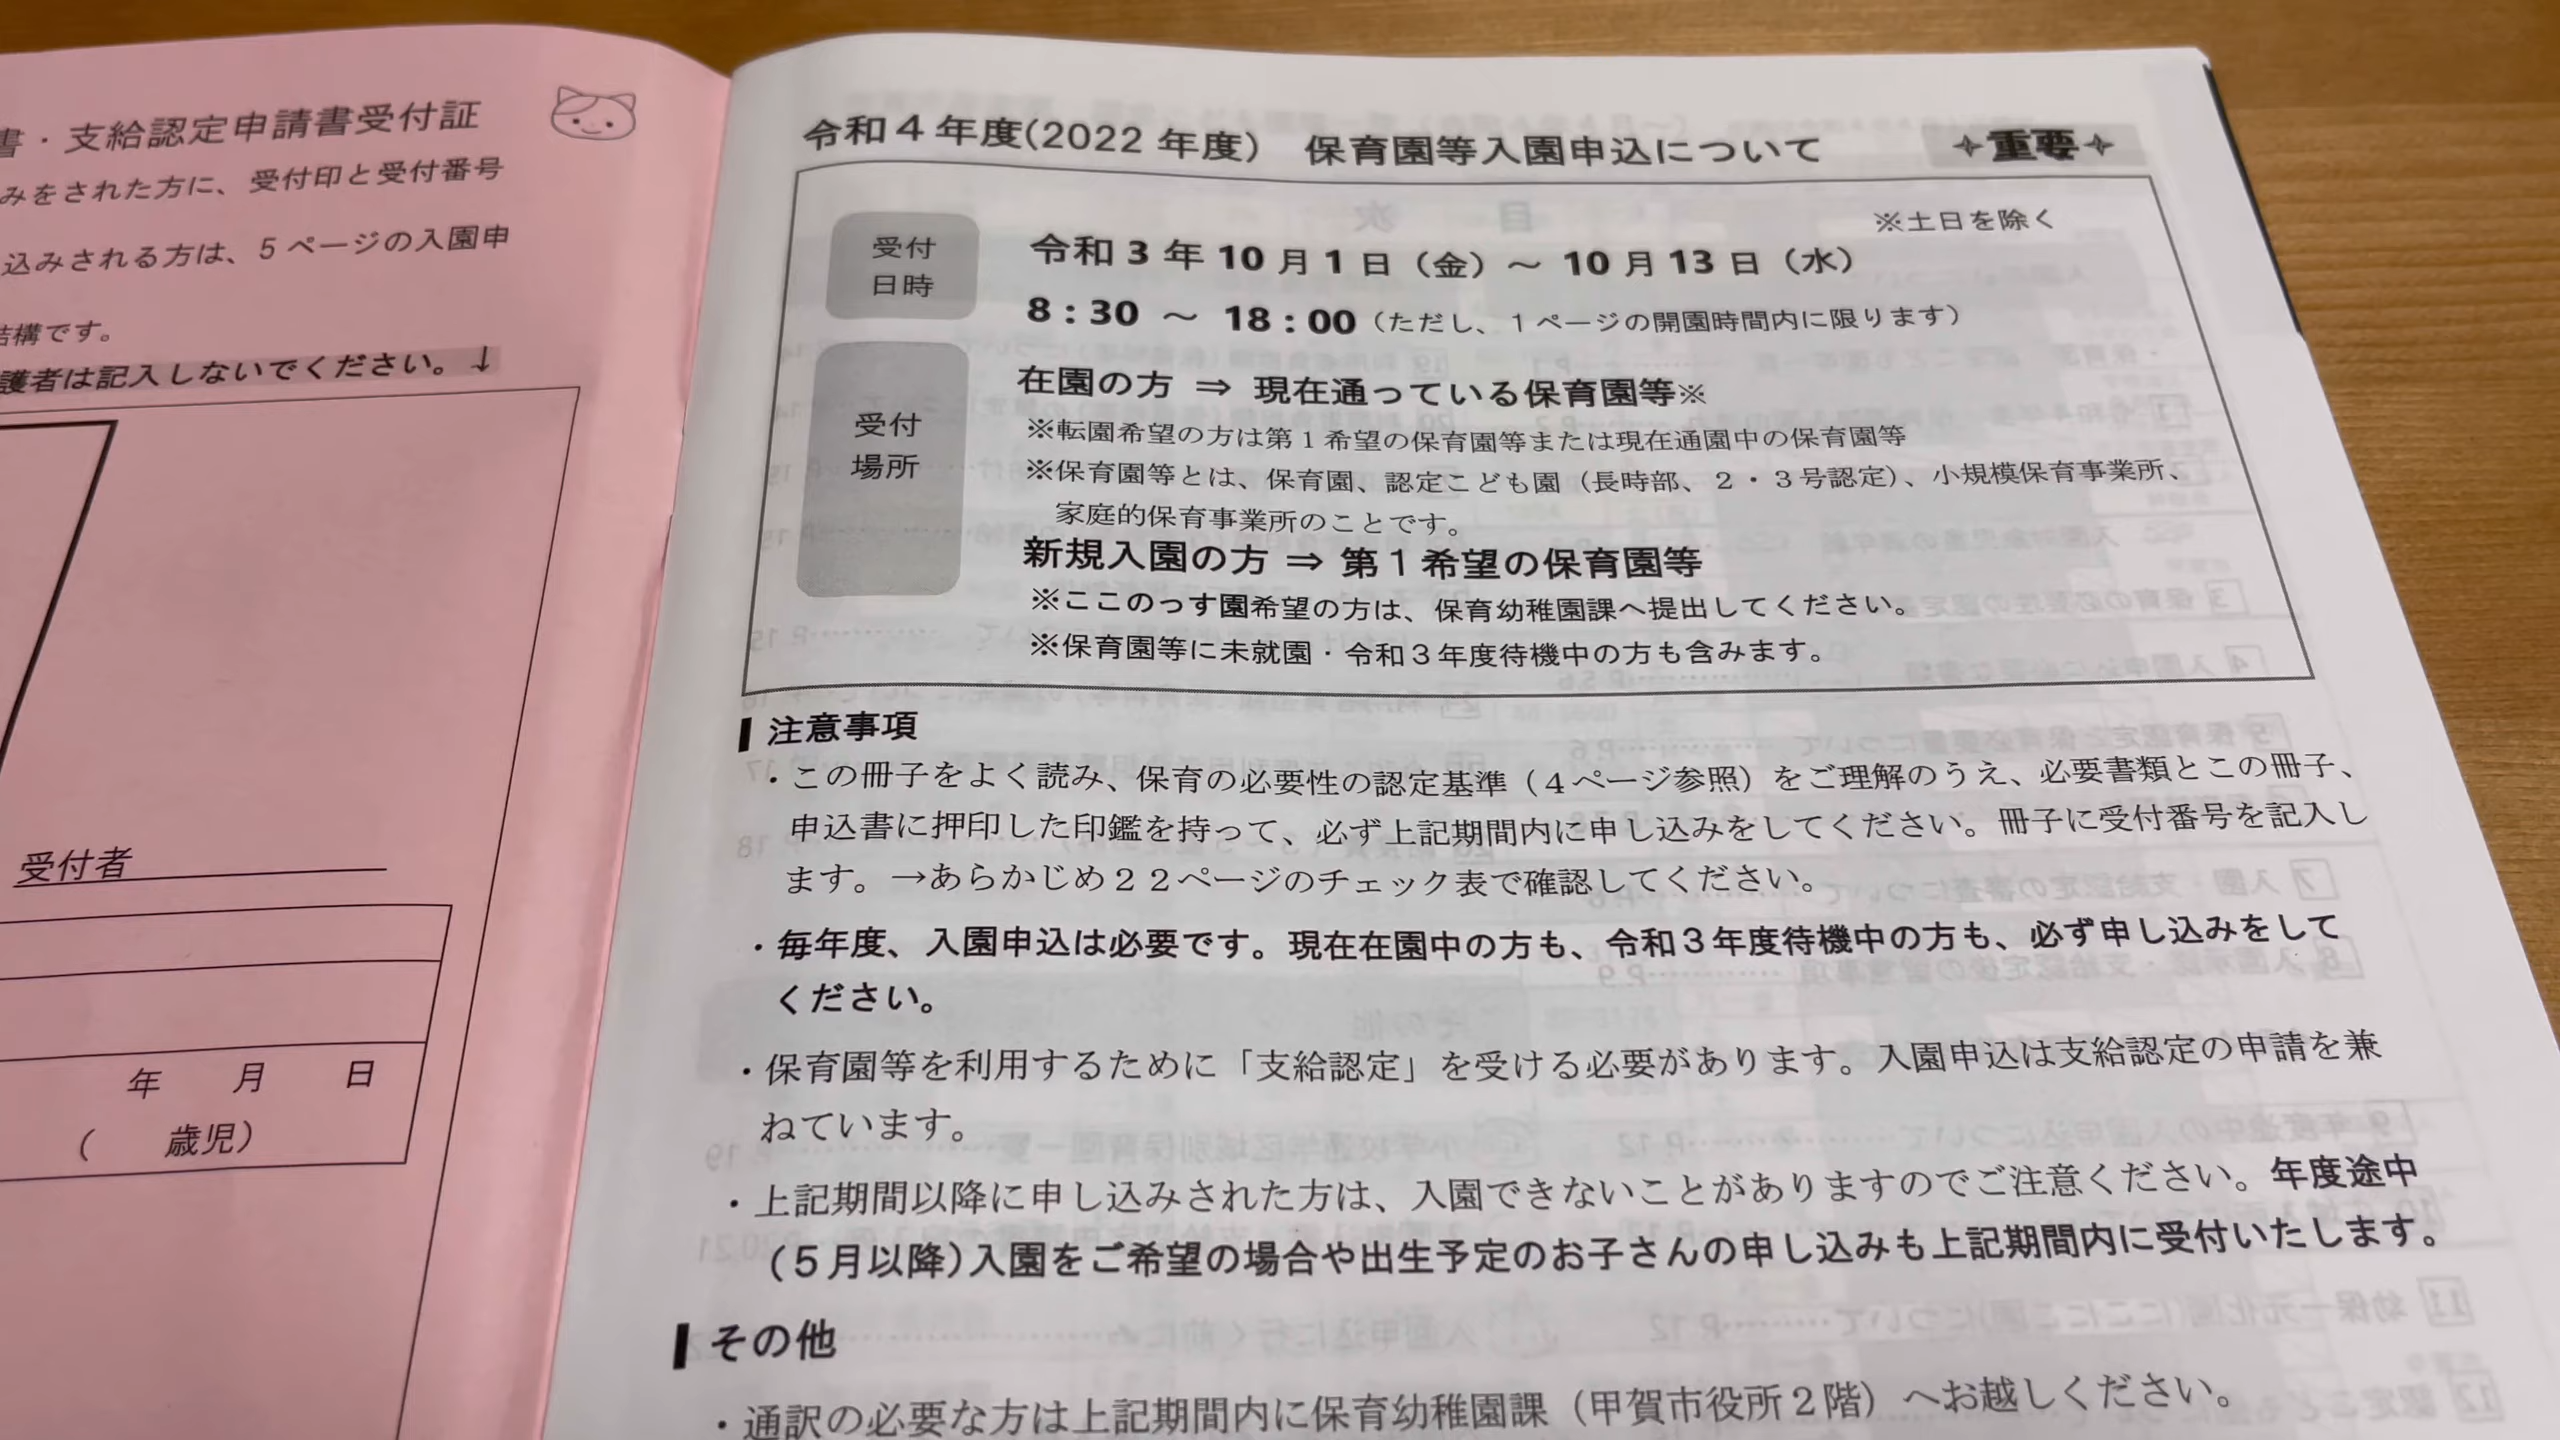 書・支給認定申請書受付証
みをされた方に、受付印と受付番号
込みされる方は、5ページの入園申
結構です。
護者は記入しないでください。↓
受付者
年 月 日
( 歳児)
令和4年度(2022年度) 保育園等入園申込について
✧重要✧
※土日を除く
受付
日時
令和3年10月1日(金)～10月13日(水)
8:30 ～ 18:00(ただし、1ページの開園時間内に限ります)
受付
場所
在園の方 ⇒ 現在通っている保育園等※
※転園希望の方は第1希望の保育園等または現在通園中の保育園等
※保育園等とは、保育園、認定こども園(長時部、2・3号認定)、小規模保育事業所、
家庭的保育事業所のことです。
新規入園の方 ⇒ 第1希望の保育園等
※ここのっす園希望の方は、保育幼稚園課へ提出してください。
※保育園等に未就園・令和3年度待機中の方も含みます。
注意事項
・この冊子をよく読み、保育の必要性の認定基準(4ページ参照)をご理解のうえ、必要書類とこの冊子、
申込書に押印した印鑑を持って、必ず上記期間内に申し込みをしてください。冊子に受付番号を記入し
ます。→あらかじめ22ページのチェック表で確認してください。
・毎年度、入園申込は必要です。現在在園中の方も、令和3年度待機中の方も、必ず申し込みをして
ください。
・保育園等を利用するために「支給認定」を受ける必要があります。入園申込は支給認定の申請を兼
ねています。
・上記期間以降に申し込みされた方は、入園できないことがありますのでご注意ください。年度途中
(5月以降)入園をご希望の場合や出生予定のお子さんの申し込みも上記期間内に受付いたします。
その他
・通訳の必要な方は上記期間内に保育幼稚園課(甲賀市役所2階)へお越しください。